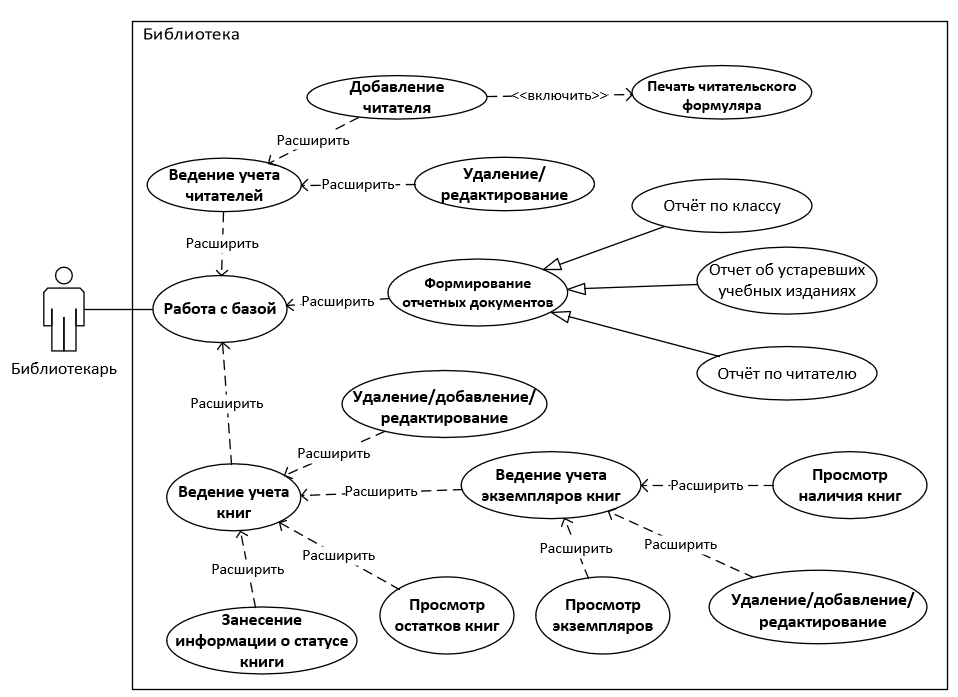 Библиотека
Добавление
читателя
<<включить>>
Печать читательского
формуляра
Расширить
Ведение учета
читателей
Расширить
Удаление/
редактирование
Отчёт по классу
Расширить
Отчет об устаревших
учебных изданиях
Формирование
отчетных документов
Расширить
Работа с базой
Библиотекарь
Отчёт по читателю
Расширить
Удаление/добавление/
редактирование
Расширить
Ведение учета
книг
Расширить
Ведение учета
экземпляров книг
Расширить
Просмотр
наличия книг
Расширить
Расширить
Расширить
Расширить
Занесение
информации о статусе
книги
Просмотр
остатков книг
Просмотр
экземпляров
Удаление/добавление/
редактирование